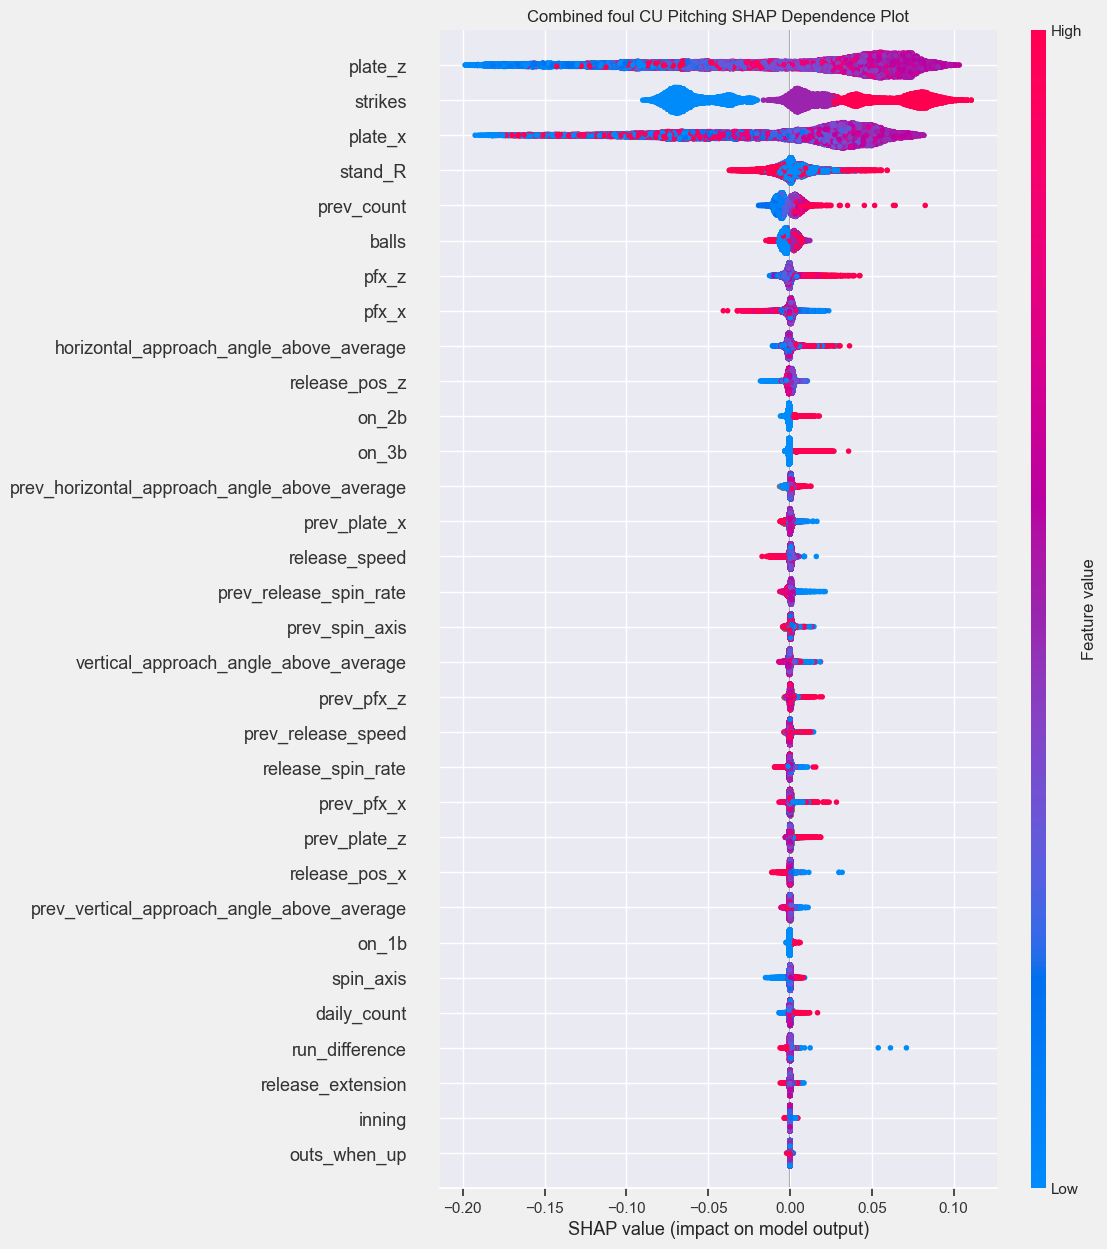 Combined foul CU Pitching SHAP Dependence Plot
High
plate_z
strikes
plate_x
stand_R
prev_count
balls
pfx_z
pfx_x
horizontal_approach_angle_above_average
release_pos_z
on_2b
on_3b
prev_horizontal_approach_angle_above_average
prev_plate_x
release_speed
prev_release_spin_rate
prev_spin_axis
vertical_approach_angle_above_average
prev_pfx_z
prev_release_speed
release_spin_rate
prev_pfx_x
prev_plate_z
release_pos_x
prev_vertical_approach_angle_above_average
on_1b
spin_axis
daily_count
run_difference
release_extension
inning
outs_when_up
Feature value
Low
−0.20 −0.15 −0.10 −0.05 0.00 0.05 0.10
SHAP value (impact on model output)